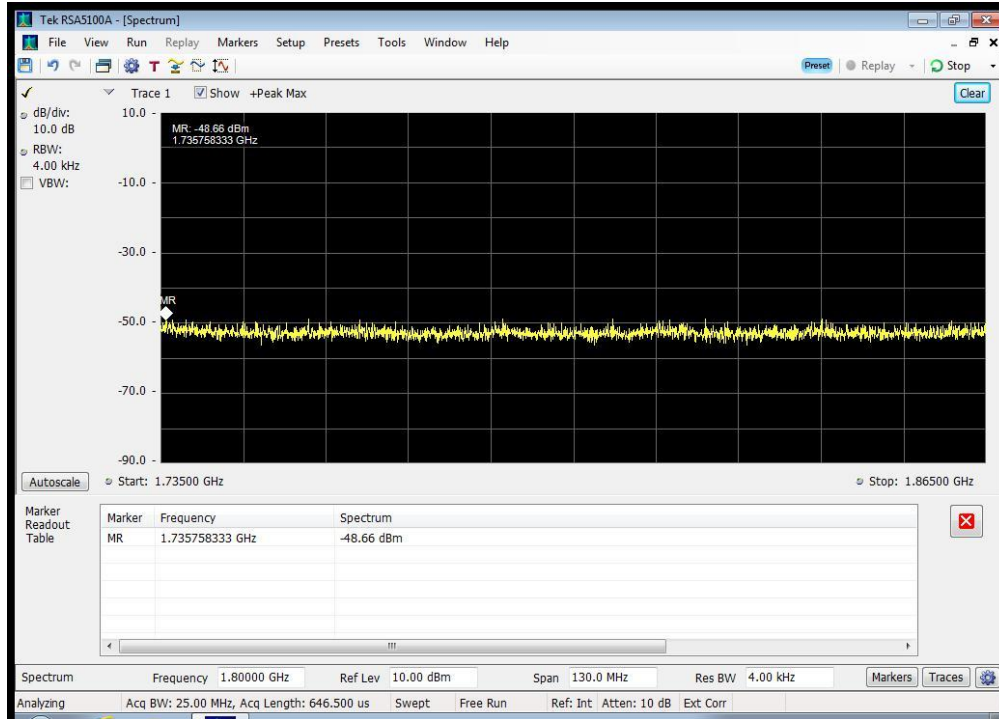 Tek RSA5100A - [Spectrum]
File View Run Replay Markers Setup Presets Tools Window Help
Preset Replay Stop
Trace 1 Show +Peak Max Clear
dB/div:
10.0 dB
RBW:
4.00 kHz
VBW:
10.0
MR: -48.66 dBm
1.735758333 GHz
-10.0
-30.0
MR
-50.0
-70.0
-90.0
Autoscale Start: 1.73500 GHz Stop: 1.86500 GHz
Marker
Readout
Table
Marker Frequency Spectrum
MR 1.735758333 GHz -48.66 dBm
Spectrum Frequency 1.80000 GHz Ref Lev 10.00 dBm Span 130.0 MHz Res BW 4.00 kHz Markers Traces
Analyzing Acq BW: 25.00 MHz, Acq Length: 646.500 us Swept Free Run Ref: Int Atten: 10 dB Ext Corr